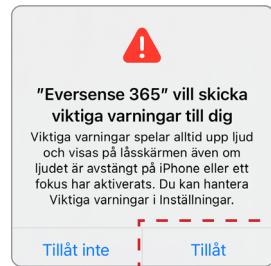 "Eversense 365" vill skicka
viktiga varningar till dig
Viktiga varningar spelar alltid upp ljud
och visas på låsskärmen även om
ljudet är avstängt på iPhone eller ett
fokus har aktiverats. Du kan hantera
Viktiga varningar i Inställningar.
Tillåt inte
Tillåt